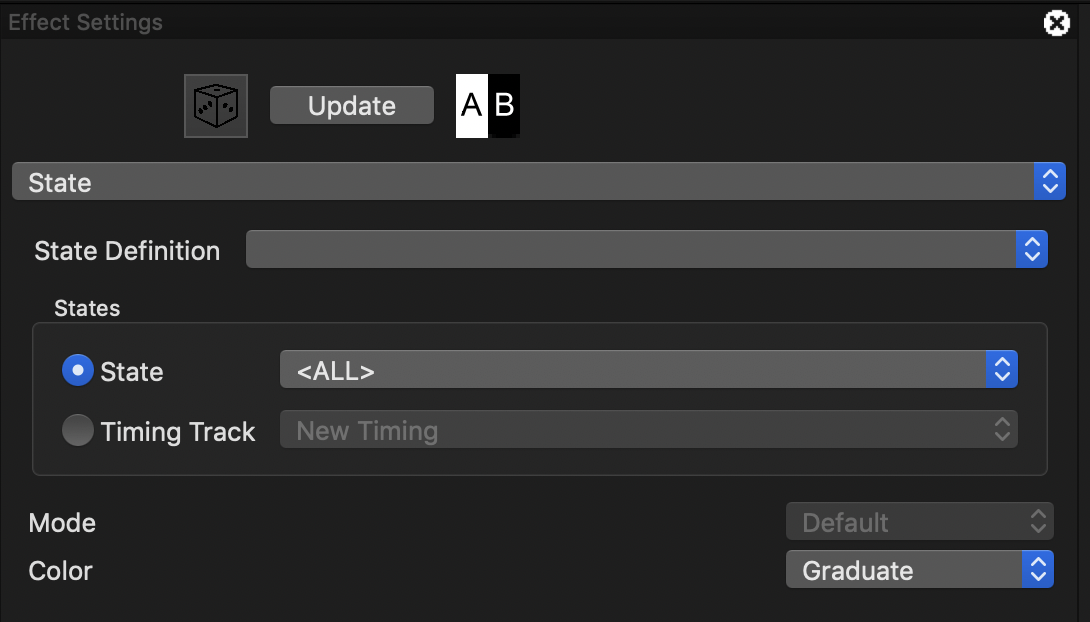 Effect Settings
Update
A B
State
State Definition
States
State <ALL>
Timing Track New Timing
Mode Default
Color Graduate